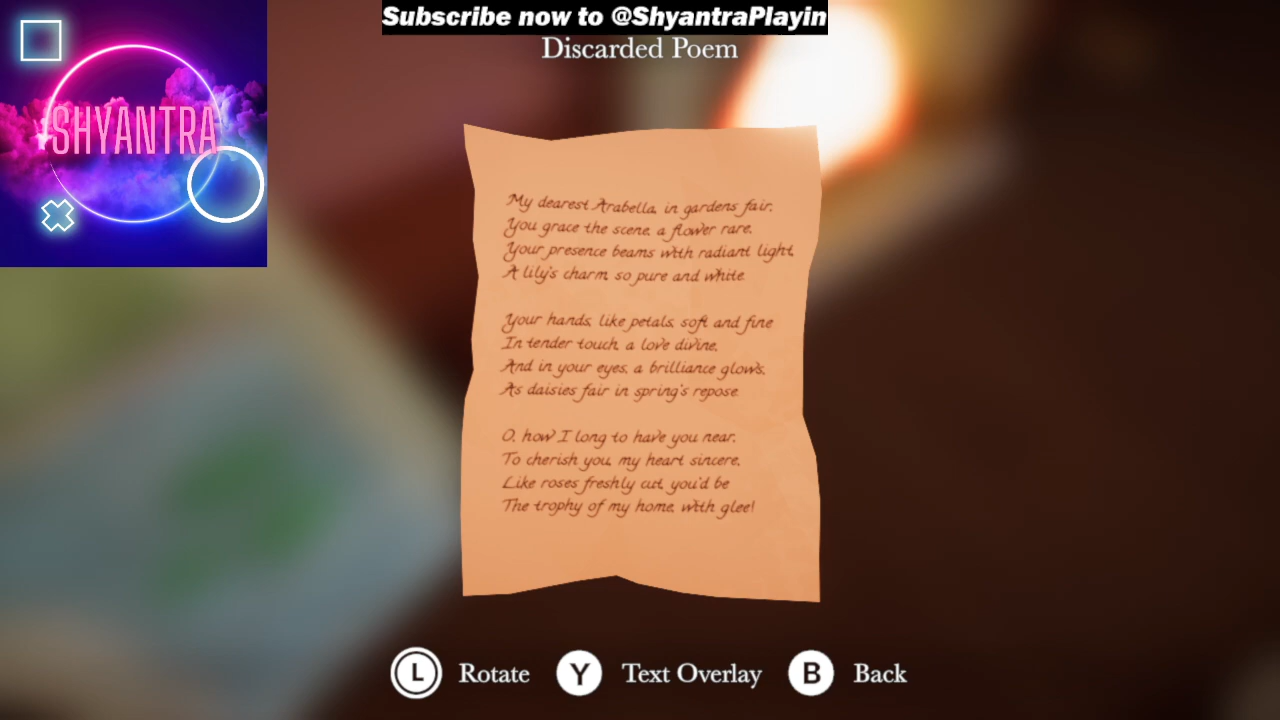 Subscribe now to @ShyantraPlayin
Discarded Poem
SHYANTRA
My dearest Arabella, in gardens fair,
You grace the scene, a flower rare,
Your presence beams with radiant light,
A lily's charm, so pure and white.
Your hands, like petals, soft and fine
In tender touch, a love divine,
And in your eyes, a brilliance glows,
As daisies fair in spring's repose.
O, how I long to have you near,
To cherish you, my heart sincere,
Like roses freshly cut, you'd be
The trophy of my home, with glee!
L Rotate Y Text Overlay B Back